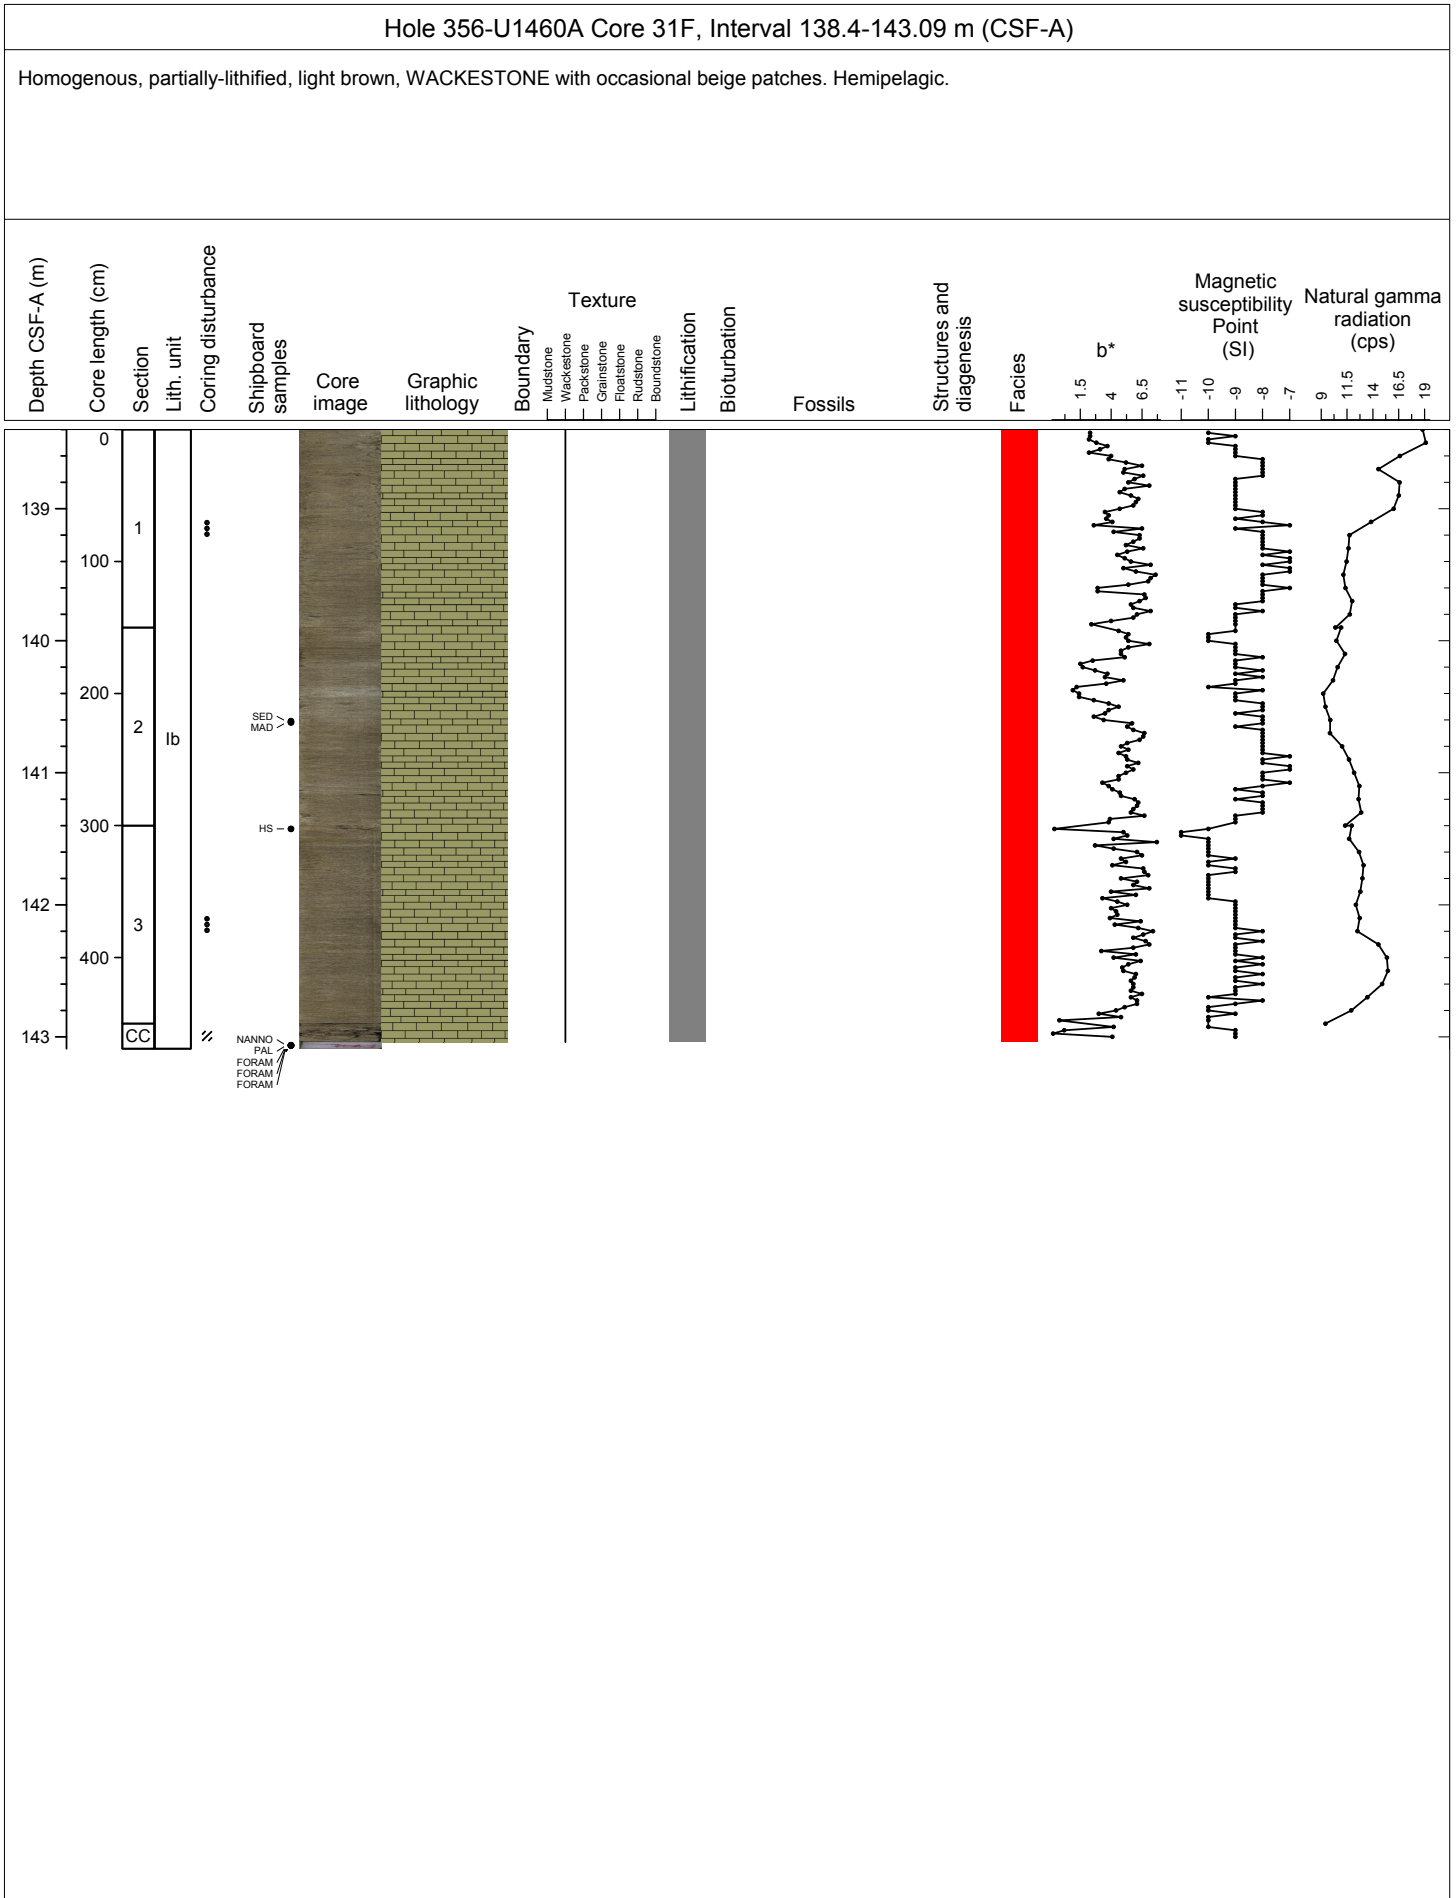 Hole 356-U1460A Core 31F, Interval 138.4-143.09 m (CSF-A)
Homogenous, partially-lithified, light brown, WACKESTONE with occasional beige patches. Hemipelagic.
Depth CSF-A (m)
Core length (cm)
Section
Lith. unit
Coring disturbance
Shipboard
samples
Core
image
Graphic
lithology
Boundary
Texture
Mudstone
Wackestone
Packstone
Grainstone
Floatstone
Rudstone
Boundstone
Lithification
Bioturbation
Fossils
Structures and
diagenesis
Facies
b*
1.5
4
6.5
Magnetic
susceptibility
Point
(SI)
-11
-10
-9
-8
-7
Natural gamma
radiation
(cps)
9
11.5
14
16.5
19
0
139
1
100
140
200
SED
MAD
2
Ib
141
300
HS
142
3
400
143
CC
NANNO
PAL
FORAM
FORAM
FORAM